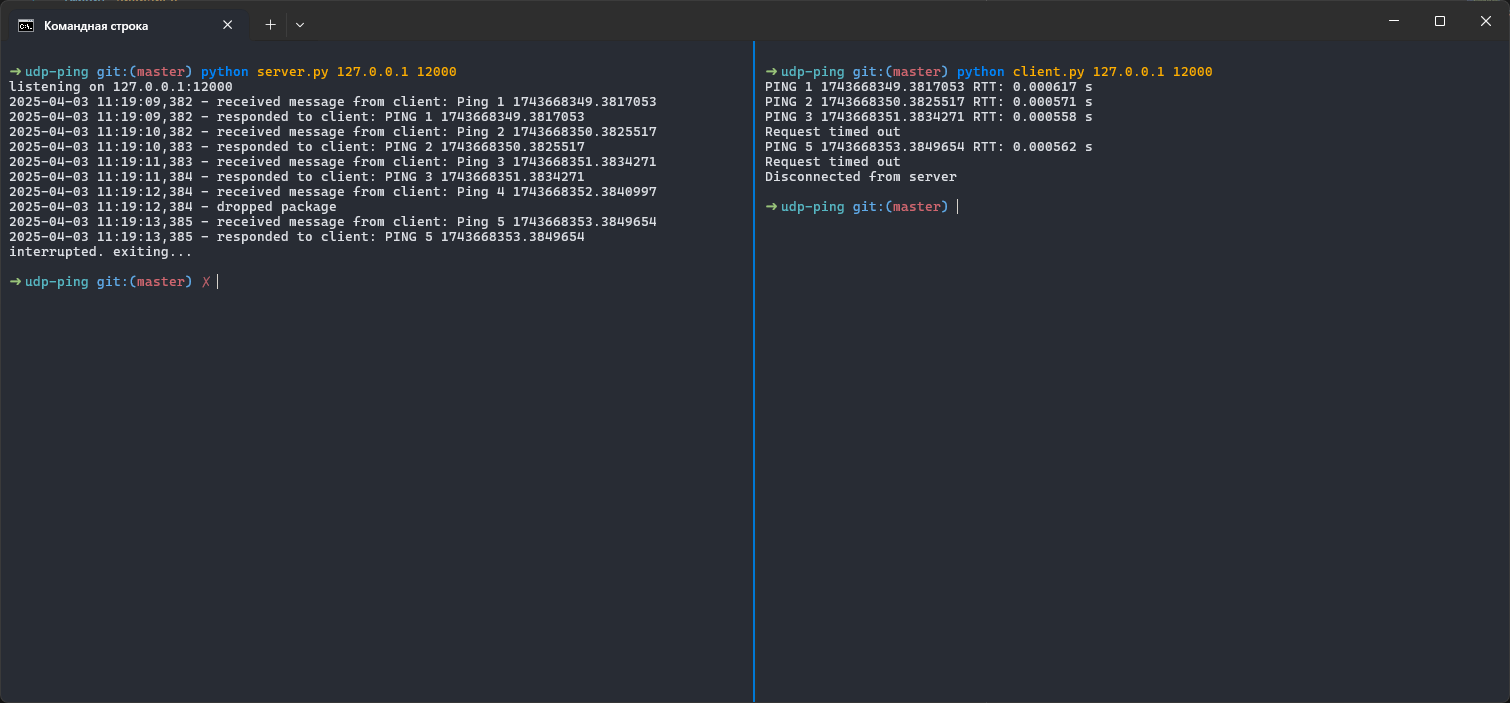 Командная строка
➜ udp-ping git:(master) python server.py 127.0.0.1 12000
listening on 127.0.0.1:12000
2025-04-03 11:19:09,382 - received message from client: Ping 1 1743668349.3817053
2025-04-03 11:19:09,382 - responded to client: PING 1 1743668349.3817053
2025-04-03 11:19:10,382 - received message from client: Ping 2 1743668350.3825517
2025-04-03 11:19:10,383 - responded to client: PING 2 1743668350.3825517
2025-04-03 11:19:11,383 - received message from client: Ping 3 1743668351.3834271
2025-04-03 11:19:11,384 - responded to client: PING 3 1743668351.3834271
2025-04-03 11:19:12,384 - received message from client: Ping 4 1743668352.3840997
2025-04-03 11:19:12,384 - dropped package
2025-04-03 11:19:13,385 - received message from client: Ping 5 1743668353.3849654
2025-04-03 11:19:13,385 - responded to client: PING 5 1743668353.3849654
interrupted. exiting...
➜ udp-ping git:(master) ✗
➜ udp-ping git:(master) python client.py 127.0.0.1 12000
PING 1 1743668349.3817053 RTT: 0.000617 s
PING 2 1743668350.3825517 RTT: 0.000571 s
PING 3 1743668351.3834271 RTT: 0.000558 s
Request timed out
PING 5 1743668353.3849654 RTT: 0.000562 s
Request timed out
Disconnected from server
➜ udp-ping git:(master)